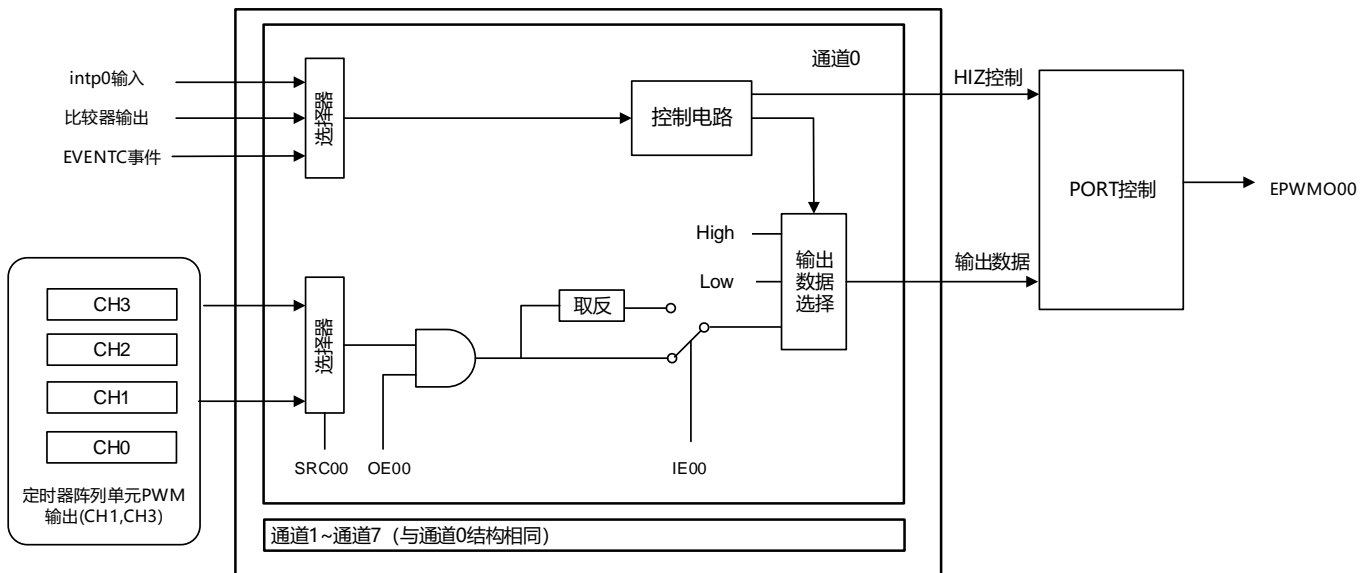 通道0
intp0输入
比较器输出
EVENTC事件
选择器
控制电路
HIZ控制
PORT控制
EPWMO00
High
Low
输出
数据
选择
输出数据
CH3
CH2
CH1
CH0
定时器阵列单元PWM
输出(CH1,CH3)
选择器
取反
SRC00
OE00
IE00
通道1~通道7（与通道0结构相同）